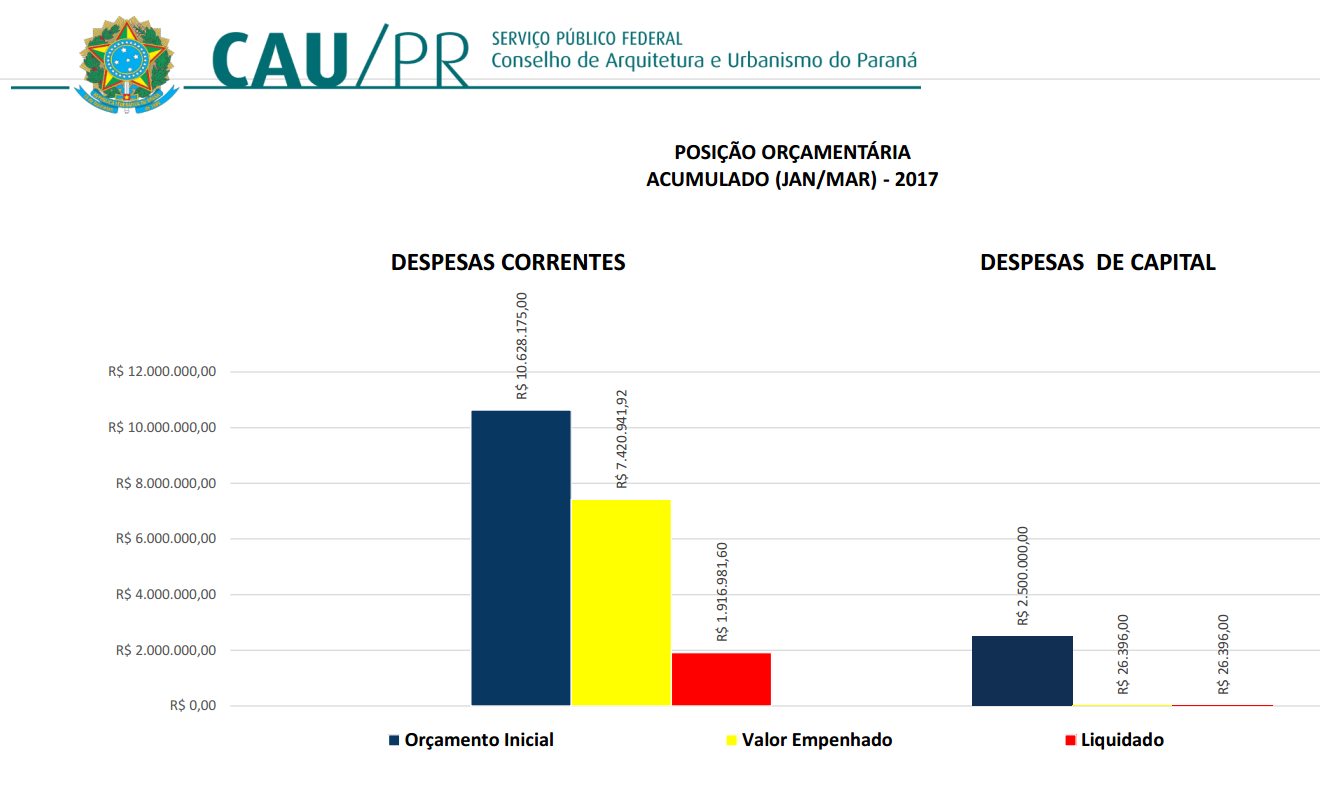 CAU/PR
SERVIÇO PÚBLICO FEDERAL
Conselho de Arquitetura e Urbanismo do Paraná
POSIÇÃO ORÇAMENTÁRIA
ACUMULADO (JAN/MAR) - 2017
DESPESAS CORRENTES
DESPESAS DE CAPITAL
R$ 12.000.000,00
R$ 10.000.000,00
R$ 8.000.000,00
R$ 6.000.000,00
R$ 4.000.000,00
R$ 2.000.000,00
R$ 0,00
R$ 10.628.175,00
R$ 7.420.941,92
R$ 1.916.981,60
R$ 2.500.000,00
R$ 26.396,00
R$ 26.396,00
Orçamento Inicial
Valor Empenhado
Liquidado